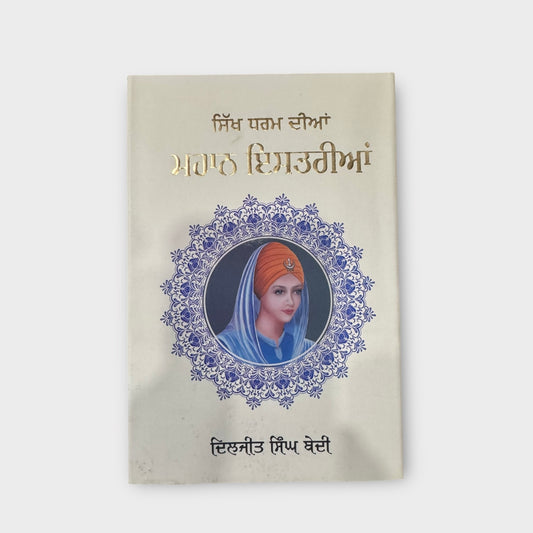 ਸਿੱਖ ਧਰਮ ਦੀਆਂ
ਮਹਾਨ ਇਸਤਰੀਆਂ
ਦਿਲਜੀਤ ਸਿੰਘ ਬੇਦੀ